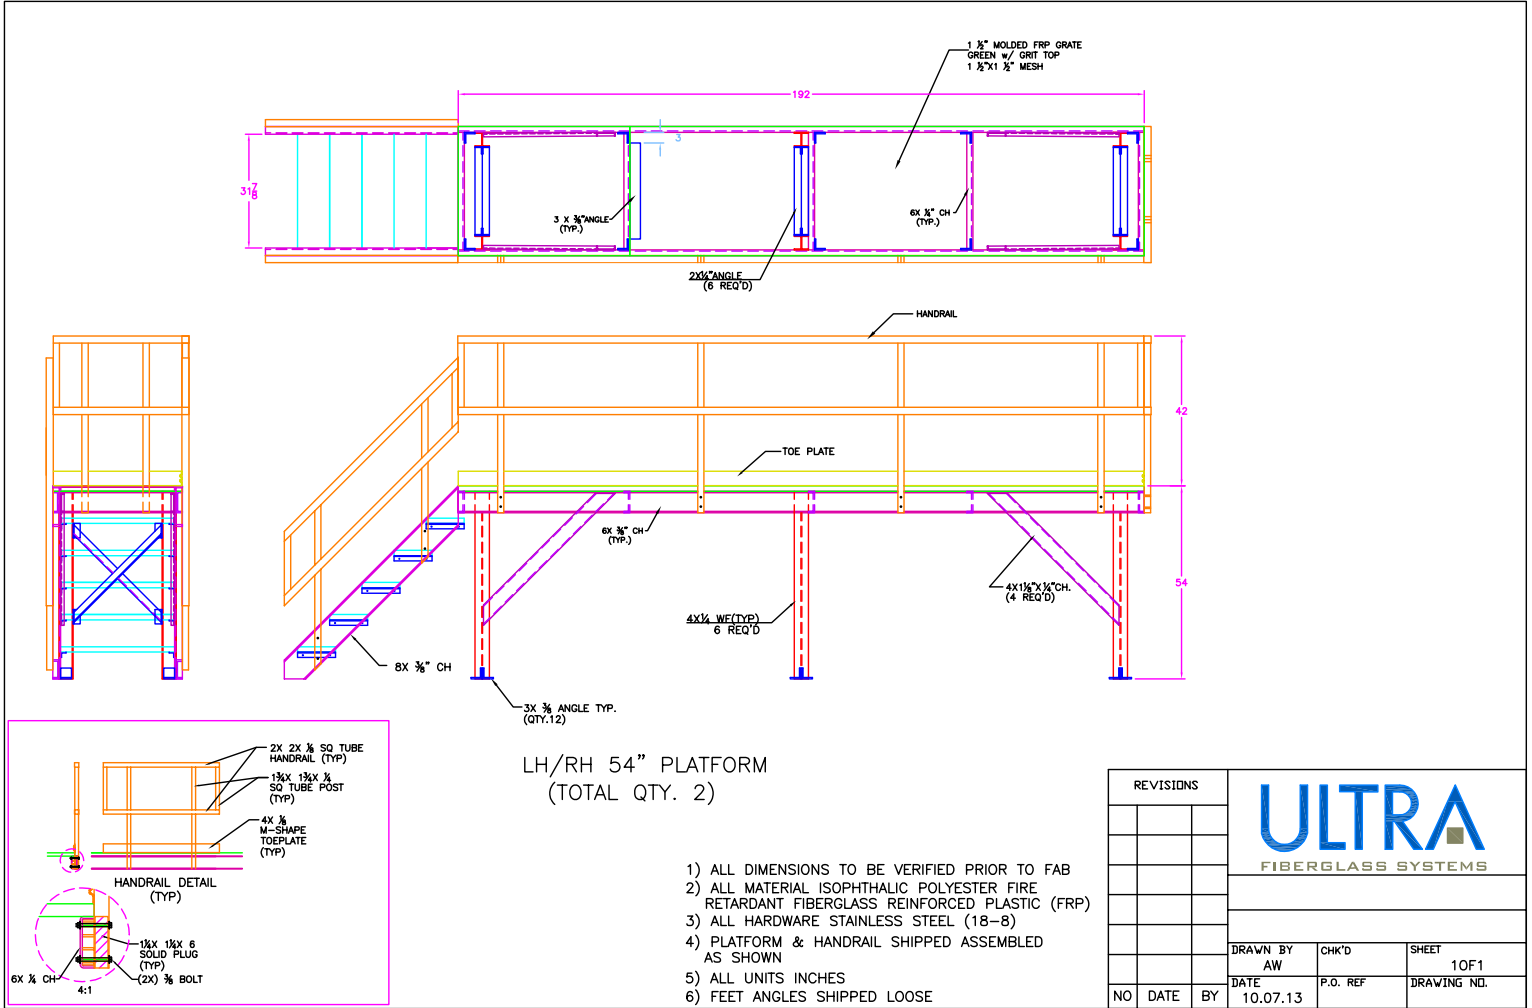 1 ½" MOLDED FRP GRATE
GREEN w/ GRIT TOP
1 ½"X1 ½" MESH
192
3
31⅞
3 X ⅜"ANGLE
(TYP.)
6X ¼" CH
(TYP.)
2X¼"ANGLE
(6 REQ'D)
HANDRAIL
42
TOE PLATE
6X ⅜" CH
(TYP.)
54
4X1⅛"X¼"CH.
(4 REQ'D)
4X¼ WF(TYP)
6 REQ'D
8X ⅜" CH
3X ⅜ ANGLE TYP.
(QTY.12)
2X 2X ⅛ SQ TUBE
HANDRAIL (TYP)
1¾X 1¾X ¼
SQ TUBE POST
(TYP)
4X ⅛
M-SHAPE
TOEPLATE
(TYP)
HANDRAIL DETAIL
(TYP)
1¼X 1¼X 6
SOLID PLUG
(TYP)
6X ¼ CH
(2X) ⅜ BOLT
4:1
LH/RH 54" PLATFORM
(TOTAL QTY. 2)
1) ALL DIMENSIONS TO BE VERIFIED PRIOR TO FAB
2) ALL MATERIAL ISOPHTHALIC POLYESTER FIRE
RETARDANT FIBERGLASS REINFORCED PLASTIC (FRP)
3) ALL HARDWARE STAINLESS STEEL (18-8)
4) PLATFORM & HANDRAIL SHIPPED ASSEMBLED
AS SHOWN
5) ALL UNITS INCHES
6) FEET ANGLES SHIPPED LOOSE
REVISIONS
NO DATE BY
ULTRA
FIBERGLASS SYSTEMS
DRAWN BY CHK'D SHEET
AW 1OF1
DATE P.O. REF DRAWING NO.
10.07.13